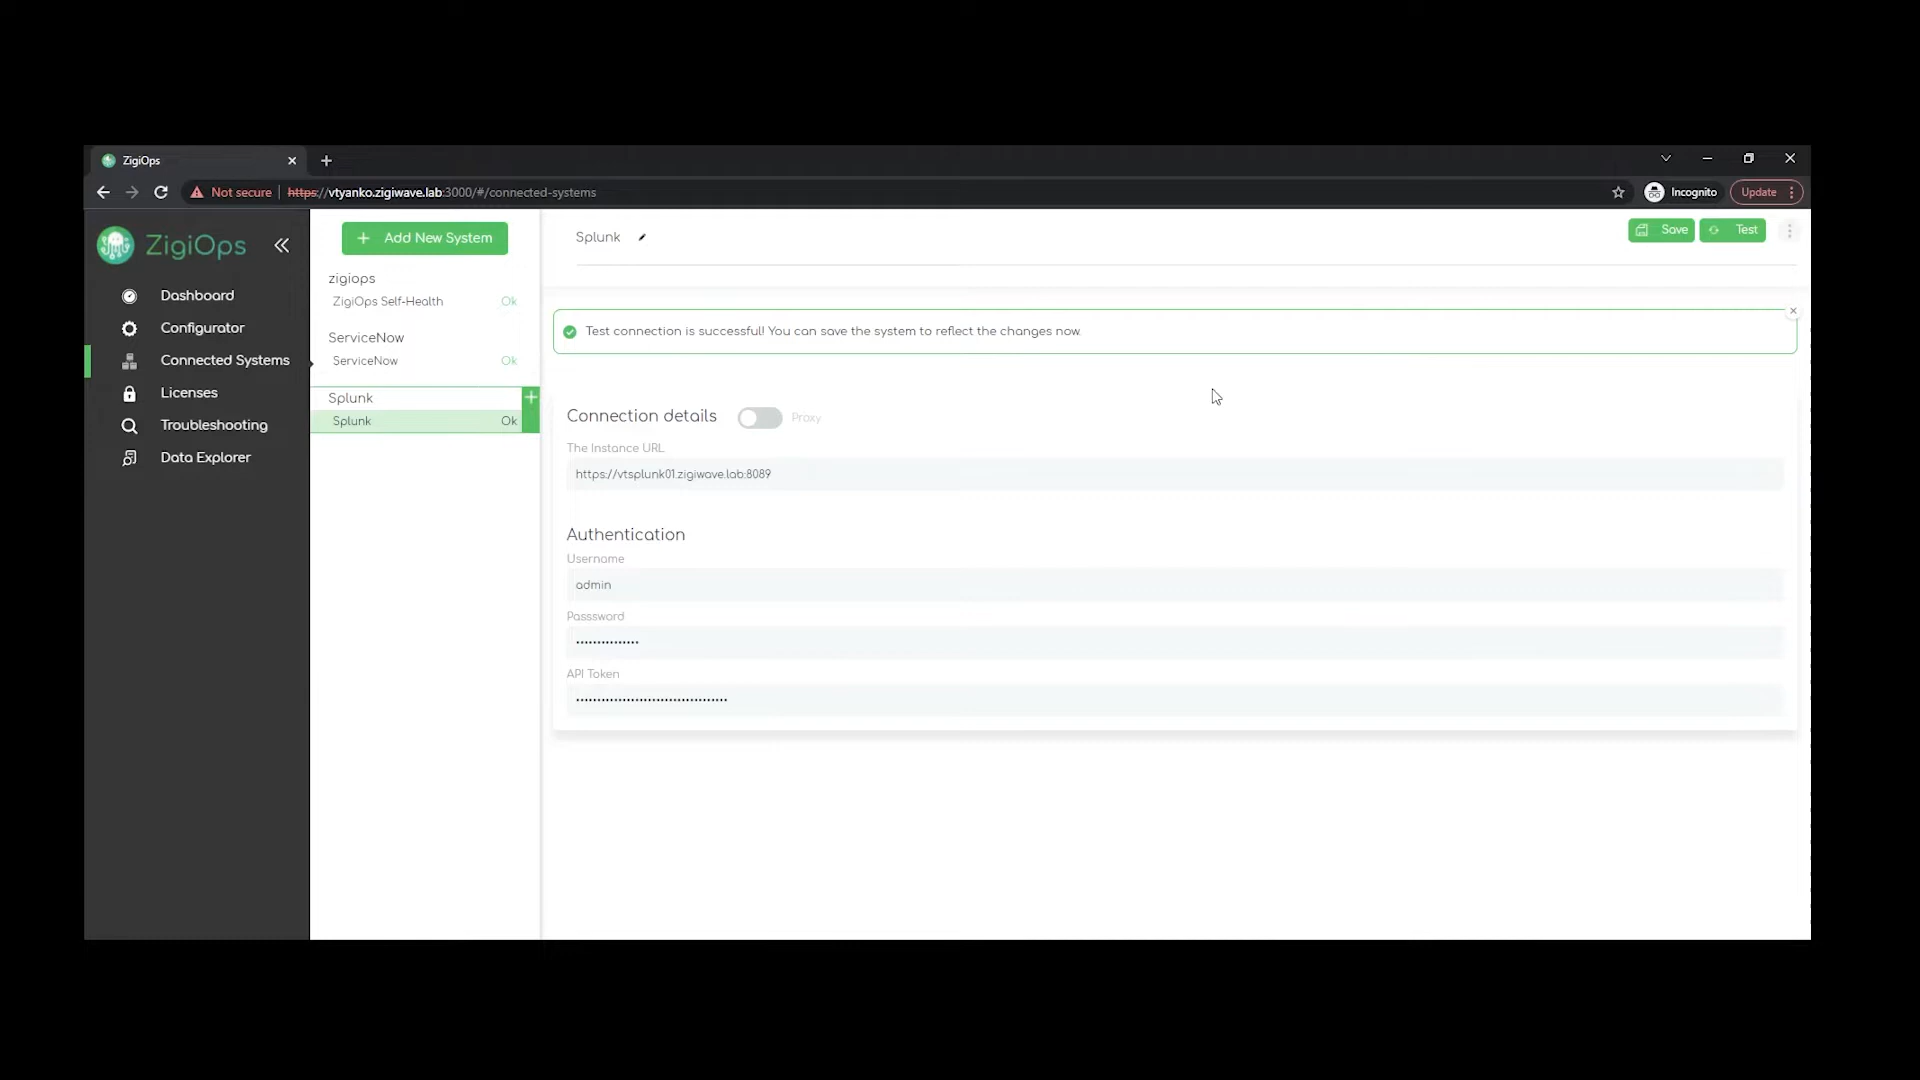 ZigiOps
Not secure | https://vtyanko.zigiwave.lab:3000/#/connected-systems
Incognito
Update
ZigiOps
Dashboard
Configurator
Connected Systems
Licenses
Troubleshooting
Data Explorer
+ Add New System
zigiops
ZigiOps Self-Health Ok
ServiceNow
ServiceNow Ok
Splunk +
Splunk Ok
Splunk
Save
Test
Test connection is successful! You can save the system to reflect the changes now.
Connection details
Proxy
The Instance URL
https://vtsplunk01.zigiwave.lab:8089
Authentication
Username
admin
Passsword
API Token